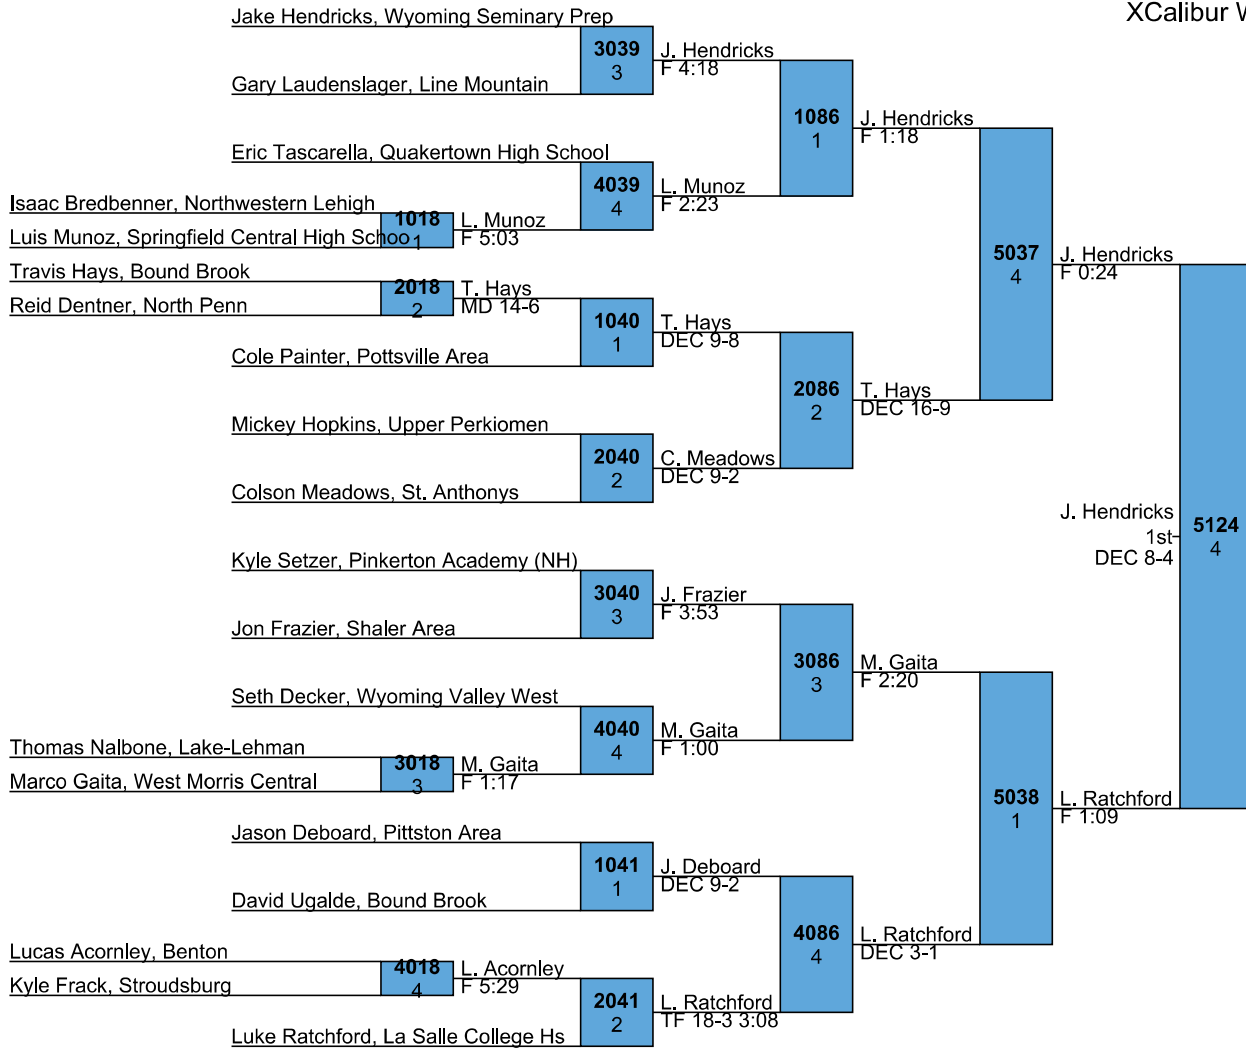 XCalibur W
Jake Hendricks, Wyoming Seminary Prep
3039
3
J. Hendricks
F 4:18
Gary Laudenslager, Line Mountain
1086
1
J. Hendricks
F 1:18
Eric Tascarella, Quakertown High School
4039
4
L. Munoz
F 2:23
Isaac Bredbenner, Northwestern Lehigh
1018
1
L. Munoz
F 5:03
Luis Munoz, Springfield Central High Schoo
5037
4
J. Hendricks
F 0:24
Travis Hays, Bound Brook
2018
2
T. Hays
MD 14-6
Reid Dentner, North Penn
1040
1
T. Hays
DEC 9-8
Cole Painter, Pottsville Area
2086
2
T. Hays
DEC 16-9
Mickey Hopkins, Upper Perkiomen
2040
2
C. Meadows
DEC 9-2
Colson Meadows, St. Anthonys
J. Hendricks
1st
DEC 8-4
5124
4
Kyle Setzer, Pinkerton Academy (NH)
3040
3
J. Frazier
F 3:53
Jon Frazier, Shaler Area
3086
3
M. Gaita
F 2:20
Seth Decker, Wyoming Valley West
4040
4
M. Gaita
F 1:00
Thomas Nalbone, Lake-Lehman
3018
3
M. Gaita
F 1:17
Marco Gaita, West Morris Central
5038
1
L. Ratchford
F 1:09
Jason Deboard, Pittston Area
1041
1
J. Deboard
DEC 9-2
David Ugalde, Bound Brook
4086
4
L. Ratchford
DEC 3-1
Lucas Acornley, Benton
4018
4
L. Acornley
F 5:29
Kyle Frack, Stroudsburg
2041
2
L. Ratchford
TF 18-3 3:08
Luke Ratchford, La Salle College Hs